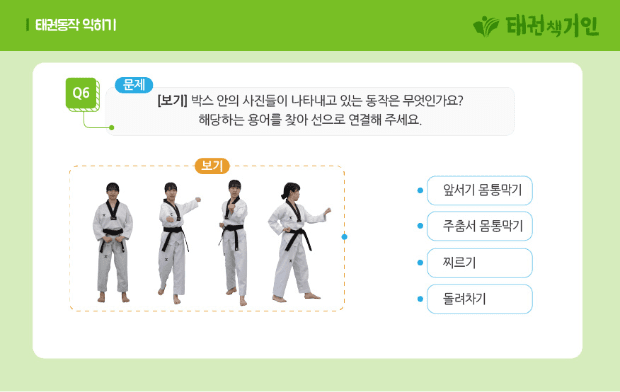 태권동작 익히기
태권책거인
Q6
문제
[보기] 박스 안의 사진들이 나타내고 있는 동작은 무엇인가요?
해당하는 용어를 찾아 선으로 연결해 주세요.
보기
앞서기 몸통막기
주춤서 몸통막기
찌르기
돌려차기